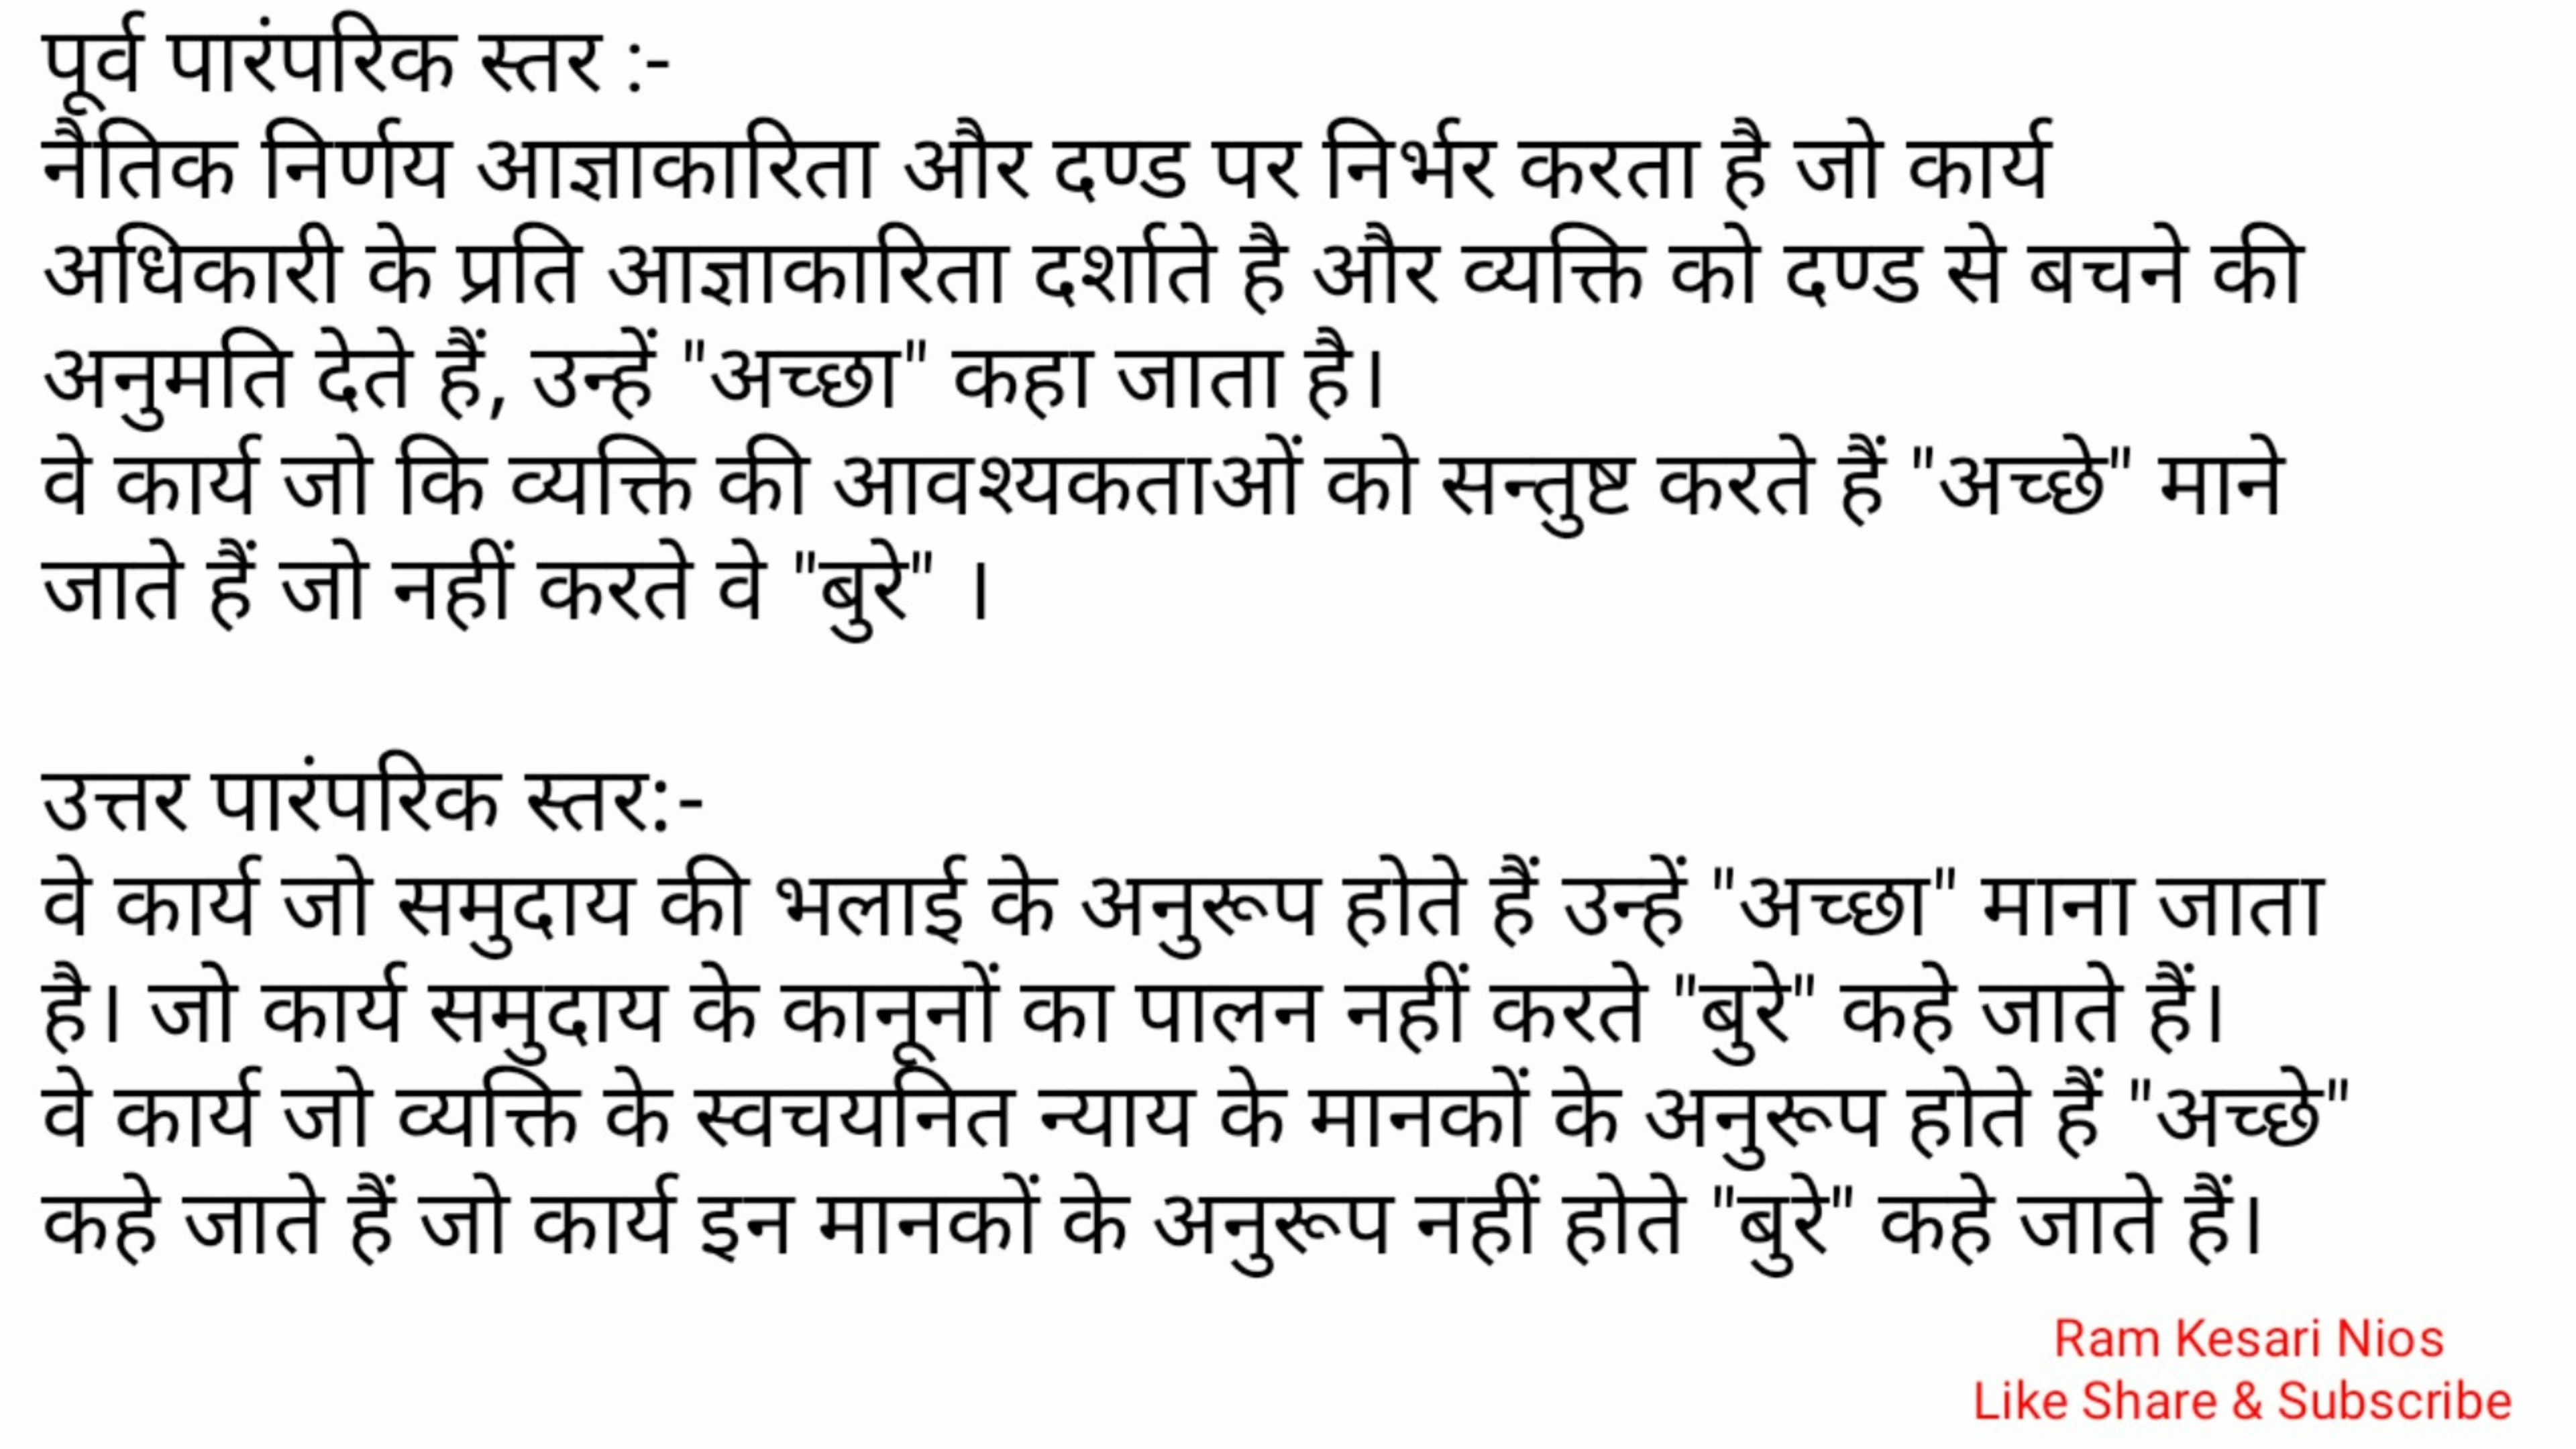 पूर्व पारंपरिक स्तर :-
नैतिक निर्णय आज्ञाकारिता और दण्ड पर निर्भर करता है जो कार्य
अधिकारी के प्रति आज्ञाकारिता दर्शाते है और व्यक्ति को दण्ड से बचने की
अनुमति देते हैं, उन्हें "अच्छा" कहा जाता है।
वे कार्य जो कि व्यक्ति की आवश्यकताओं को सन्तुष्ट करते हैं "अच्छे" माने
जाते हैं जो नहीं करते वे "बुरे" ।
उत्तर पारंपरिक स्तर:-
वे कार्य जो समुदाय की भलाई के अनुरूप होते हैं उन्हें "अच्छा" माना जाता
है। जो कार्य समुदाय के कानूनों का पालन नहीं करते "बुरे" कहे जाते हैं।
वे कार्य जो व्यक्ति के स्वचयनित न्याय के मानकों के अनुरूप होते हैं "अच्छे"
कहे जाते हैं जो कार्य इन मानकों के अनुरूप नहीं होते "बुरे" कहे जाते हैं।
Ram Kesari Nios
Like Share & Subscribe